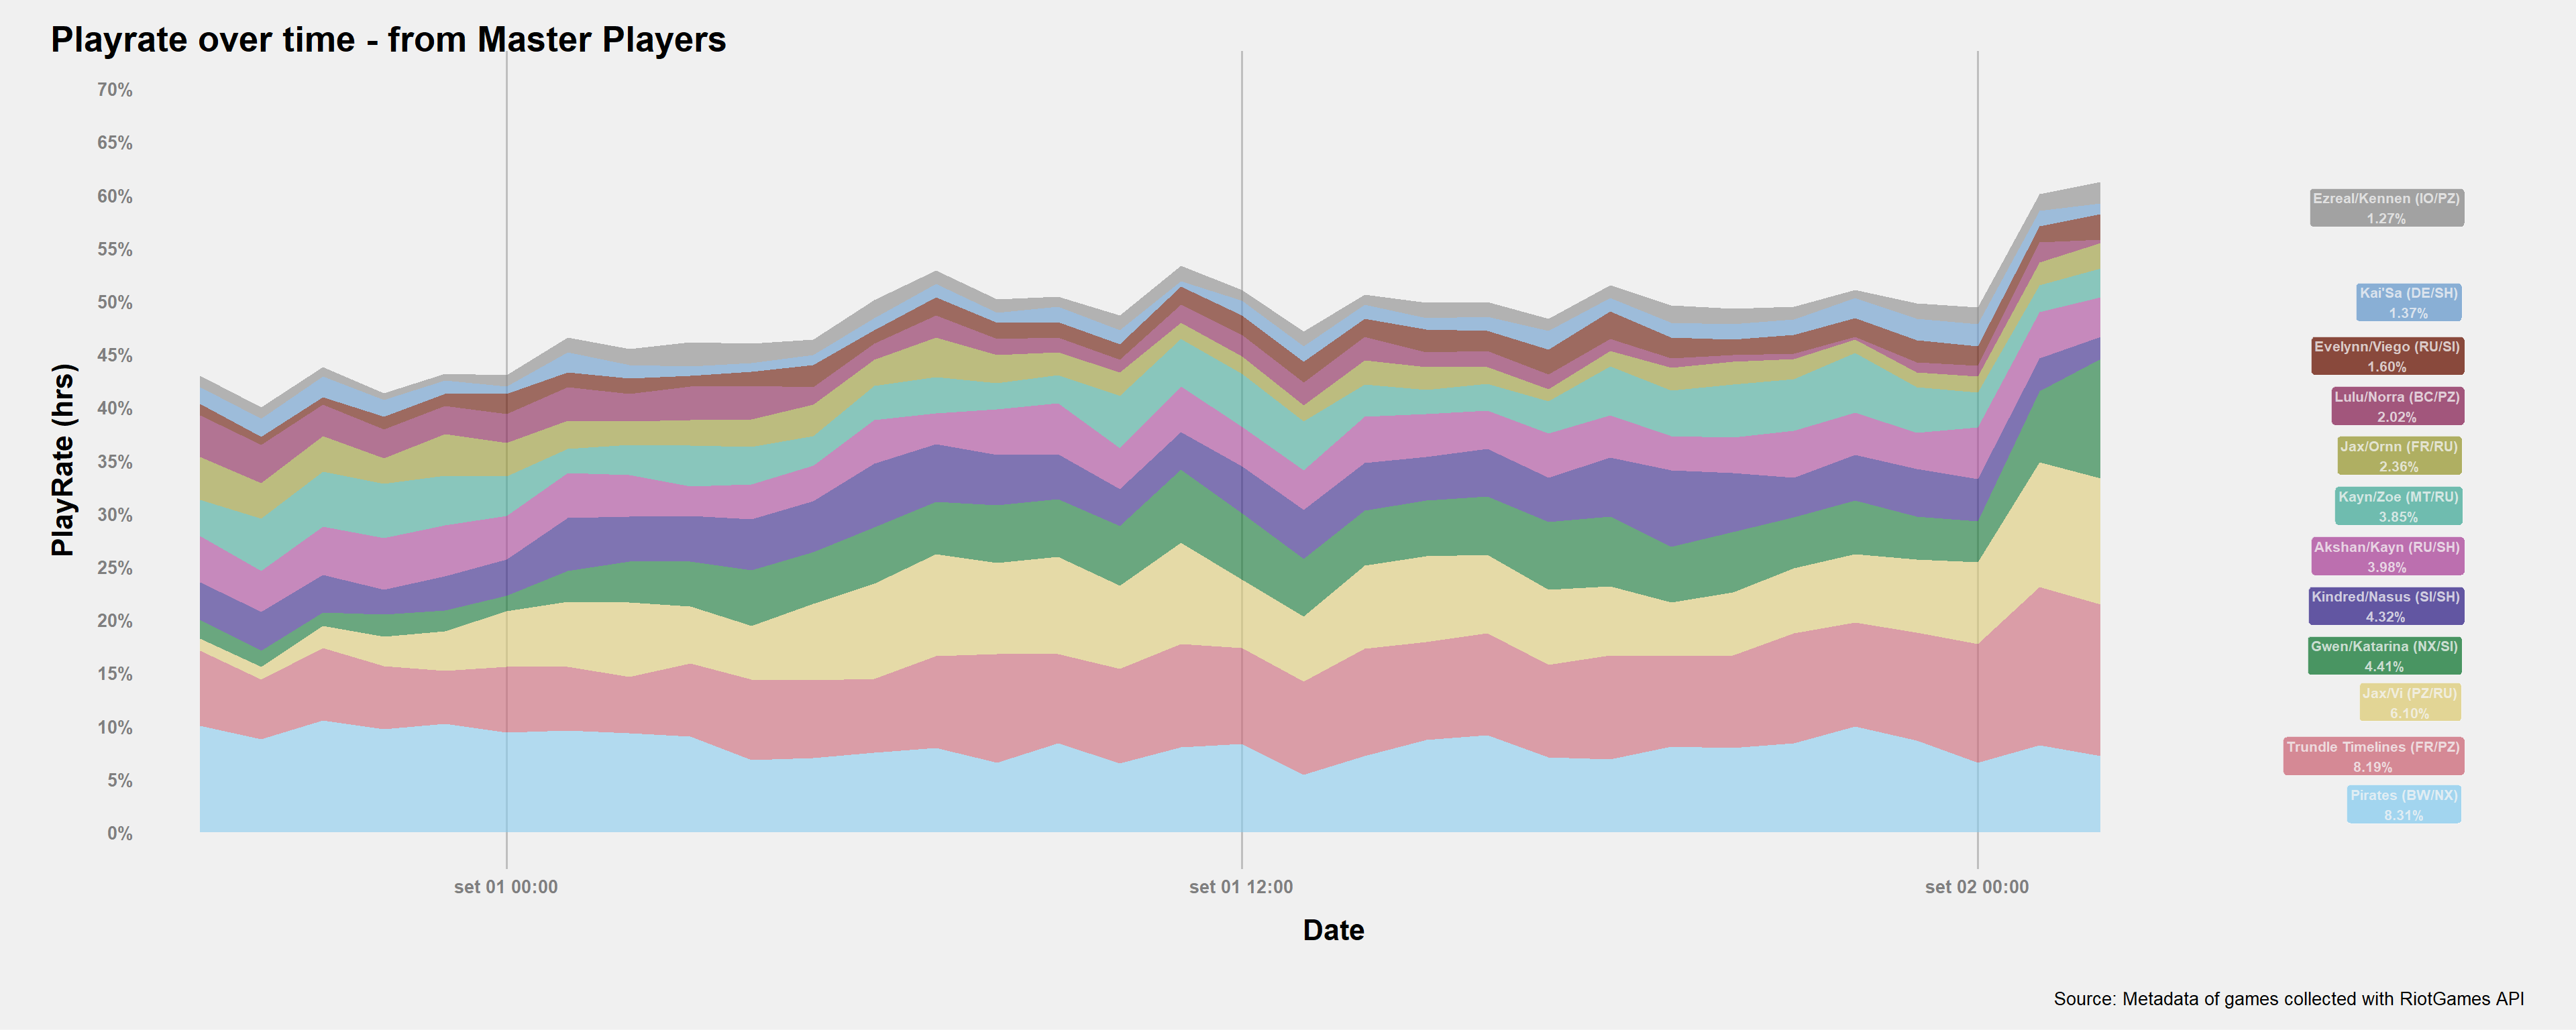 Playrate over time - from Master Players
PlayRate (hrs)
70%
65%
60%
55%
50%
45%
40%
35%
30%
25%
20%
15%
10%
5%
0%
Ezreal/Kennen (IO/PZ)
1.27%
Kai'Sa (DE/SH)
1.37%
Evelynn/Viego (RU/SI)
1.60%
Lulu/Norra (BC/PZ)
2.02%
Jax/Ornn (FR/RU)
2.36%
Kayn/Zoe (MT/RU)
3.85%
Akshan/Kayn (RU/SH)
3.98%
Kindred/Nasus (SI/SH)
4.32%
Gwen/Katarina (NX/SI)
4.41%
Jax/Vi (PZ/RU)
6.10%
Trundle Timelines (FR/PZ)
8.19%
Pirates (BW/NX)
8.31%
set 01 00:00
set 01 12:00
set 02 00:00
Date
Source: Metadata of games collected with RiotGames API